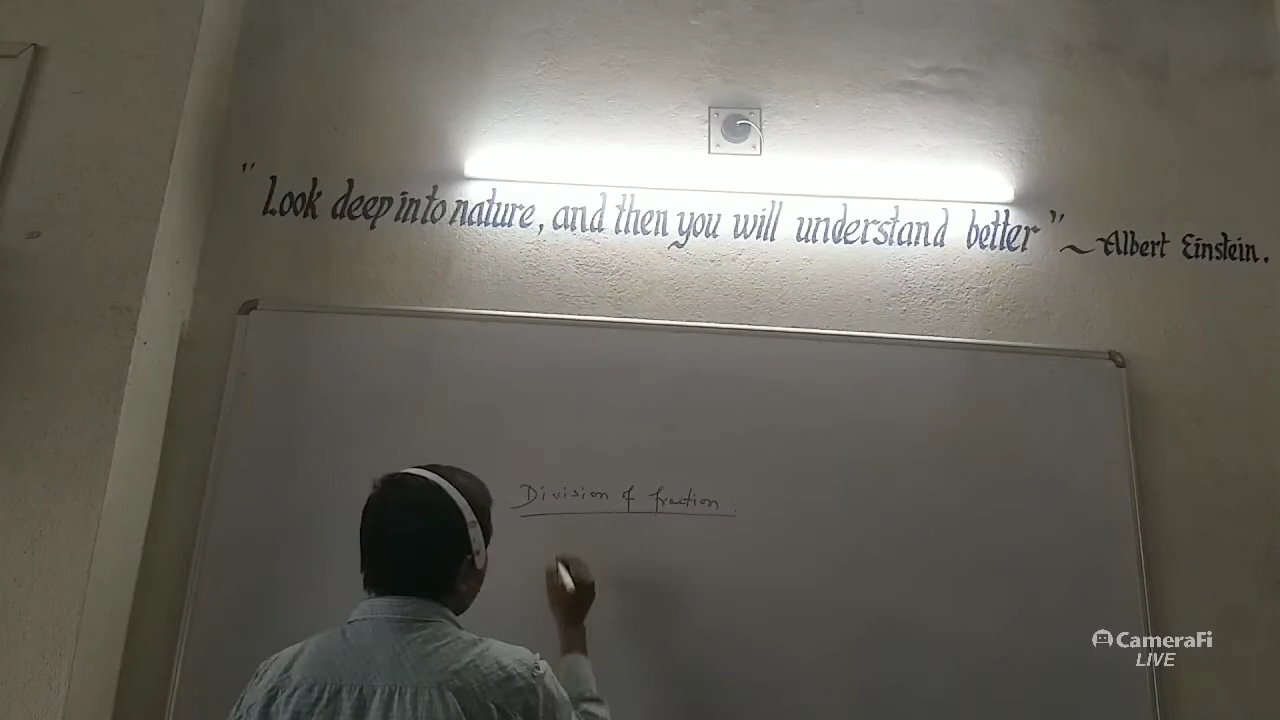 "Look deep into nature, and then you will understand better" ~ Albert Einstein.
Division of fraction
CameraFi
LIVE